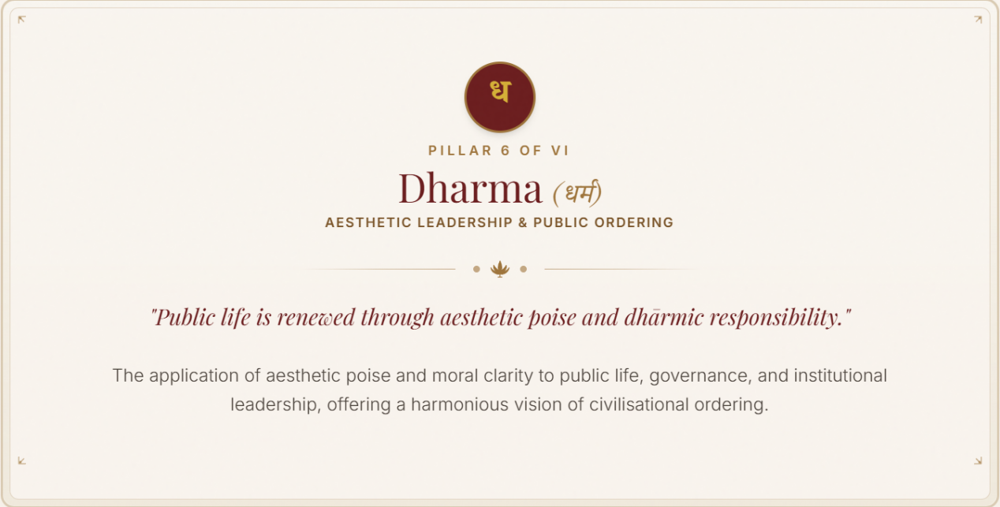 ध
PILLAR 6 OF VI
Dharma (धर्म)
AESTHETIC LEADERSHIP & PUBLIC ORDERING
"Public life is renewed through aesthetic poise and dhārmic responsibility."
The application of aesthetic poise and moral clarity to public life, governance, and institutional
leadership, offering a harmonious vision of civilisational ordering.